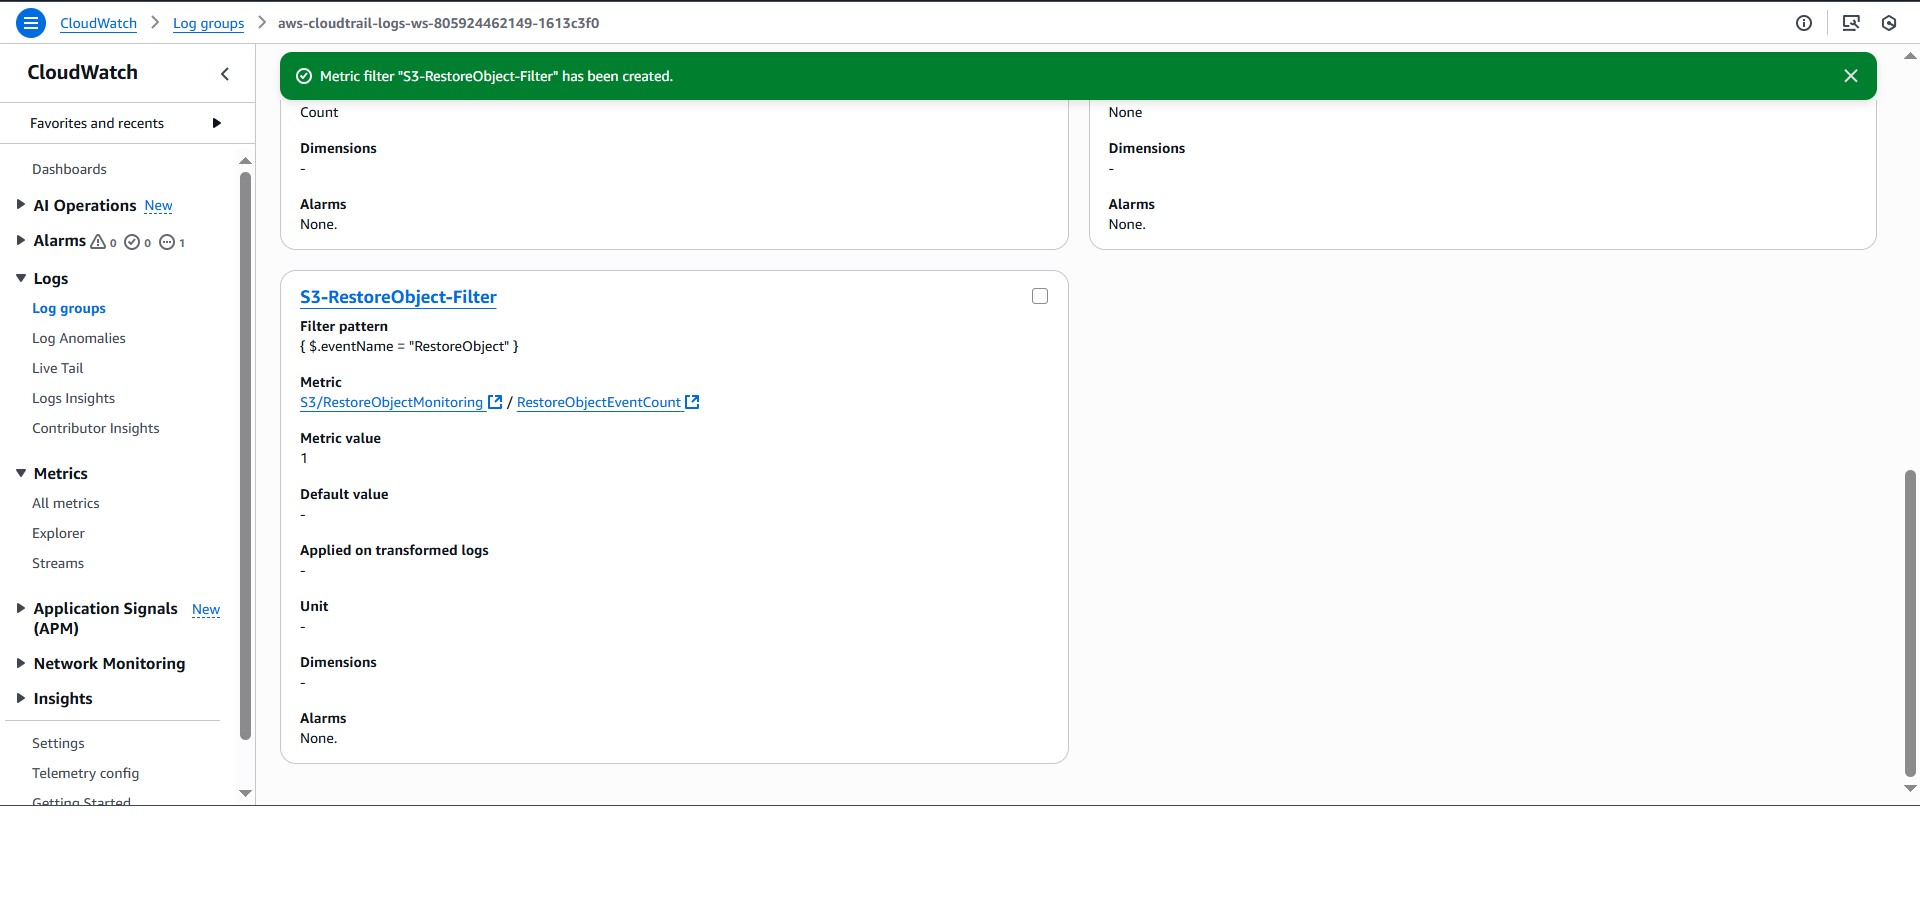 CloudWatch > Log groups > aws-cloudtrail-logs-ws-805924462149-1613c3f0
CloudWatch
Favorites and recents
Dashboards
AI Operations New
Alarms 0 0 1
Logs
Log groups
Log Anomalies
Live Tail
Logs Insights
Contributor Insights
Metrics
All metrics
Explorer
Streams
Application Signals New
(APM)
Network Monitoring
Insights
Settings
Telemetry config
Getting Started
Metric filter "S3-RestoreObject-Filter" has been created.
Count
Dimensions
-
Alarms
None.
None
Dimensions
-
Alarms
None.
S3-RestoreObject-Filter
Filter pattern
{ $.eventName = "RestoreObject" }
Metric
S3/RestoreObjectMonitoring / RestoreObjectEventCount
Metric value
1
Default value
-
Applied on transformed logs
-
Unit
-
Dimensions
-
Alarms
None.